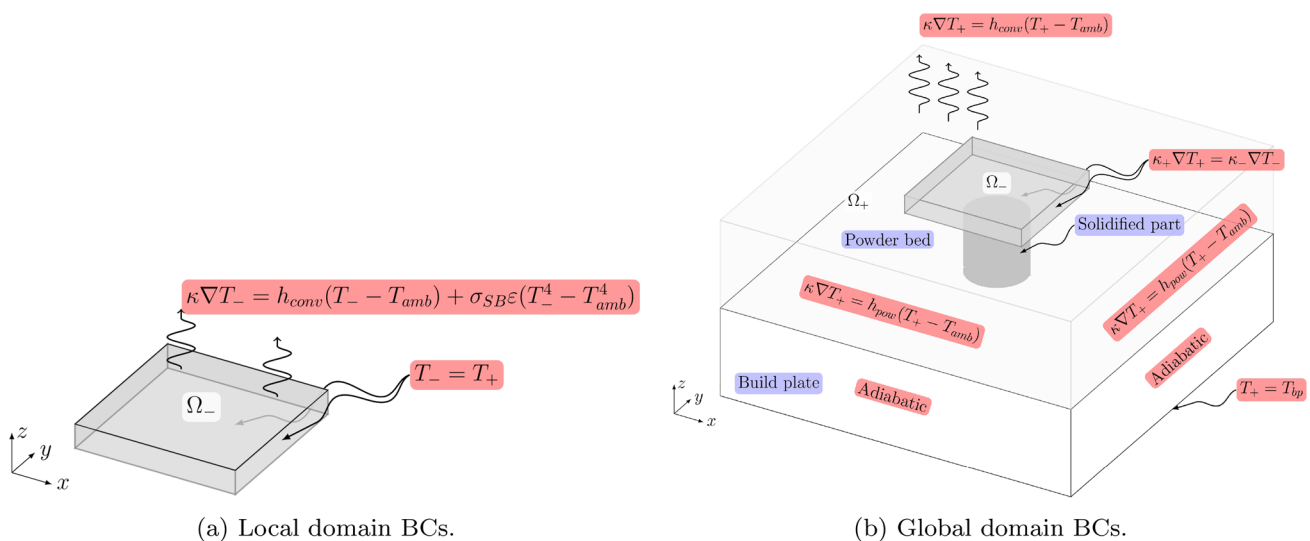 κ∇T₊ = h_conv(T₊ − T_amb)
κ₊∇T₊ = κ₋∇T₋
Ω₋
Ω₊
Solidified part
Powder bed
κ∇T₊ = h_pow(T₊ − T_amb)
κ∇T₊ = h_pow(T₊ − T_amb)
κ∇T₋ = h_conv(T₋ − T_amb) + σ_SBε(T₋⁴ − T_amb⁴)
T₋ = T₊
Ω₋
Build plate
Adiabatic
Adiabatic
T₊ = T_bp
z
y
x
z
y
x
(a) Local domain BCs.
(b) Global domain BCs.